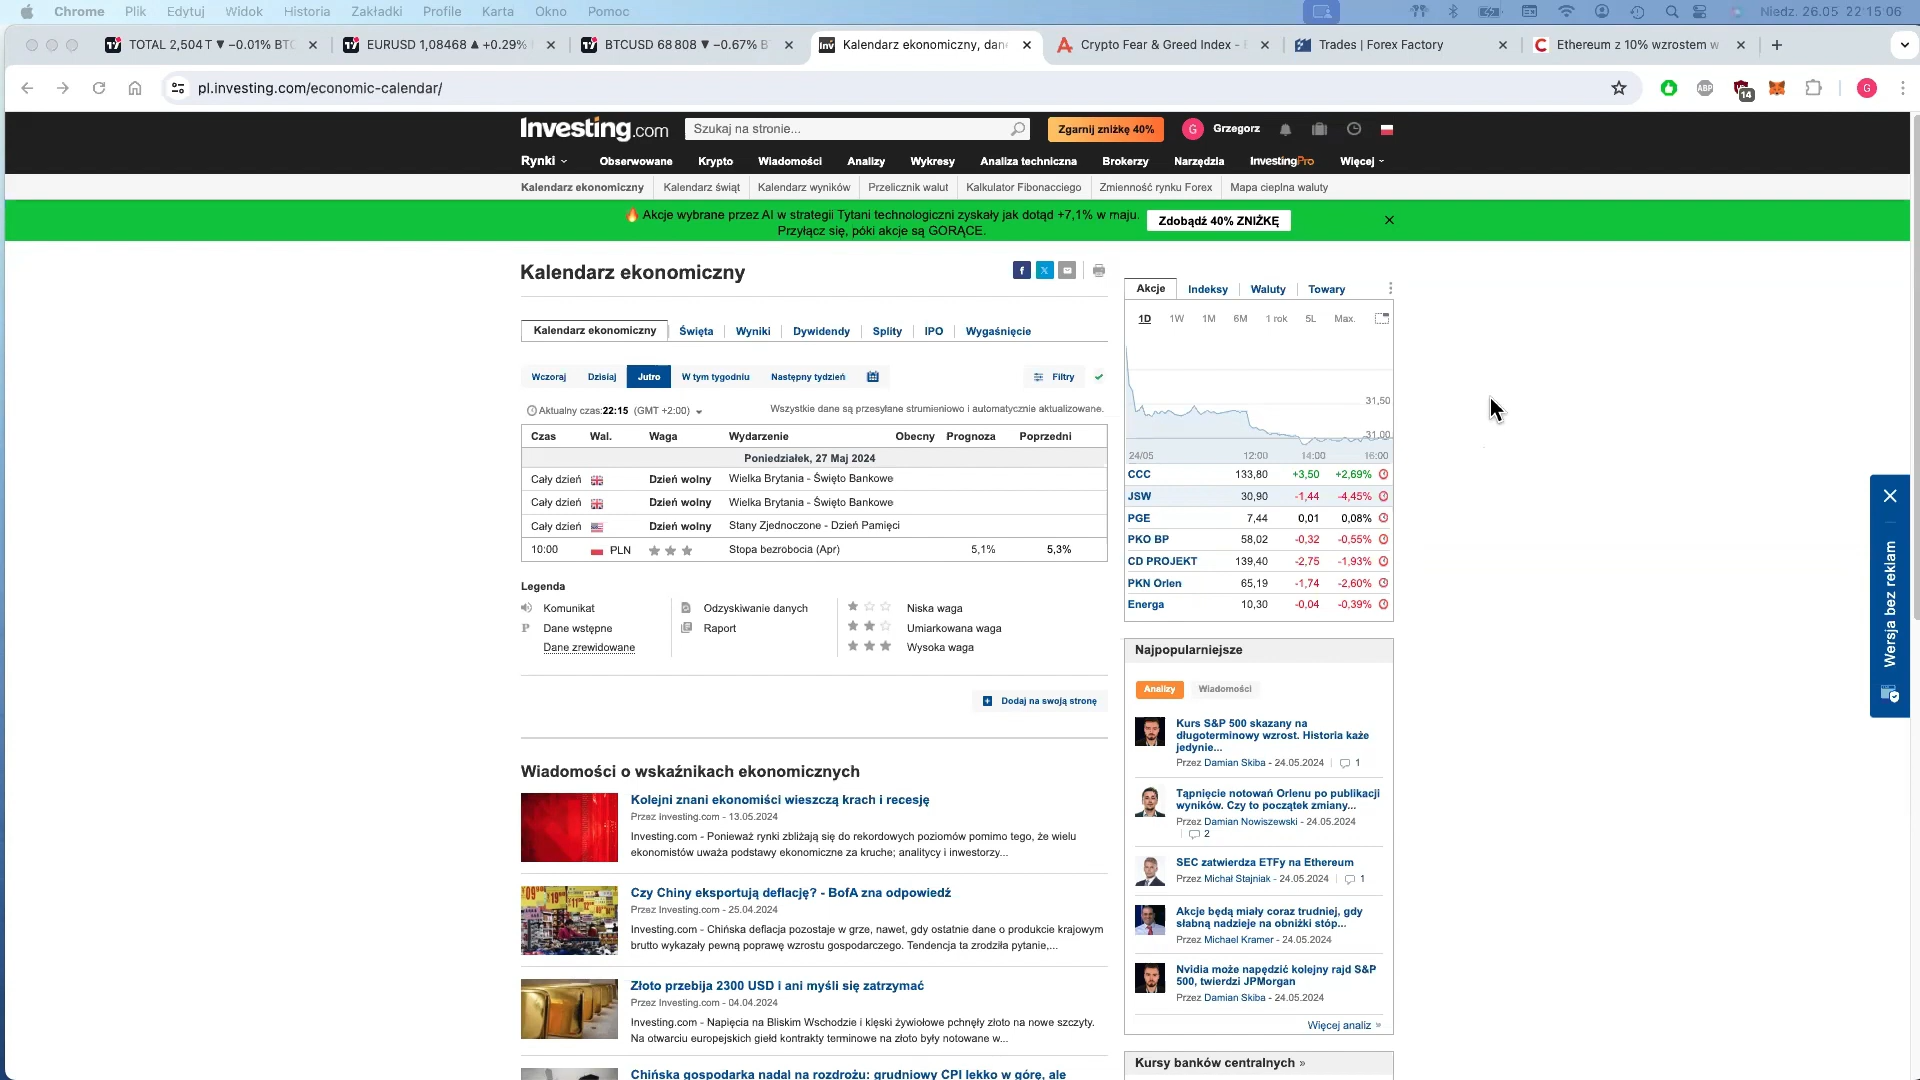 Chrome Plik Edytuj Widok Historia Zakładki Profile Karta Okno Pomoc Niedz. 26.05 22:15:06
TOTAL 2,504 T ▼ −0.01% BTC
EURUSD 1,08468 ▲ +0.29%
BTCUSD 68 808 ▼ −0.67% B
Kalendarz ekonomiczny, dan
Crypto Fear & Greed Index -
Trades | Forex Factory
Ethereum z 10% wzrostem w
pl.investing.com/economic-calendar/
ABP
14
G
Investing.com
Szukaj na stronie...
Zgarnij zniżkę 40%
G Grzegorz
Rynki Obserwowane Krypto Wiadomości Analizy Wykresy Analiza techniczna Brokerzy Narzędzia InvestingPro Więcej
Kalendarz ekonomiczny Kalendarz świąt Kalendarz wyników Przelicznik walut Kalkulator Fibonacciego Zmienność rynku Forex Mapa cieplna waluty
Akcje wybrane przez AI w strategii Tytani technologiczni zyskały jak dotąd +7,1% w maju.
Przyłącz się, póki akcje są GORĄCE.
Zdobądź 40% ZNIŻKĘ
Kalendarz ekonomiczny
Kalendarz ekonomiczny Święta Wyniki Dywidendy Splity IPO Wygaśnięcie
Wczoraj Dzisiaj Jutro W tym tygodniu Następny tydzień Filtry
Aktualny czas:22:15 (GMT +2:00) Wszystkie dane są przesyłane strumieniowo i automatycznie aktualizowane.
Czas Wal. Waga Wydarzenie Obecny Prognoza Poprzedni
Poniedziałek, 27 Maj 2024
Cały dzień Dzień wolny Wielka Brytania - Święto Bankowe
Cały dzień Dzień wolny Wielka Brytania - Święto Bankowe
Cały dzień Dzień wolny Stany Zjednoczone - Dzień Pamięci
10:00 PLN Stopa bezrobocia (Apr) 5,1% 5,3%
Legenda
Komunikat Odzyskiwanie danych Niska waga
P Dane wstępne Raport Umiarkowana waga
Dane zrewidowane Wysoka waga
Dodaj na swoją stronę
Wiadomości o wskaźnikach ekonomicznych
Kolejni znani ekonomiści wieszczą krach i recesję
Przez Investing.com - 13.05.2024
Investing.com - Ponieważ rynki zbliżają się do rekordowych poziomów pomimo tego, że wielu
ekonomistów uważa podstawy ekonomiczne za kruche; analitycy i inwestorzy...
Czy Chiny eksportują deflację? - BofA zna odpowiedź
Przez Investing.com - 25.04.2024
Investing.com - Chińska deflacja pozostaje w grze, nawet, gdy ostatnie dane o produkcie krajowym
brutto wykazały pewną poprawę wzrostu gospodarczego. Tendencja ta zrodziła pytanie,...
Złoto przebija 2300 USD i ani myśli się zatrzymać
Przez Investing.com - 04.04.2024
Investing.com - Napięcia na Bliskim Wschodzie i klęski żywiołowe pchnęły złoto na nowe szczyty.
Na otwarciu europejskich giełd kontrakty terminowe na złoto były notowane w...
Chińska gospodarka nadal na rozdrożu: grudniowy CPI lekko w górę, ale
Akcje Indeksy Waluty Towary
1D 1W 1M 6M 1 rok 5L Max.
31,50
31,00
24/05 12:00 14:00 16:00
CCC 133,80 +3,50 +2,69%
JSW 30,90 -1,44 -4,45%
PGE 7,44 0,01 0,08%
PKO BP 58,02 -0,32 -0,55%
CD PROJEKT 139,40 -2,75 -1,93%
PKN Orlen 65,19 -1,74 -2,60%
Energa 10,30 -0,04 -0,39%
Najpopularniejsze
Analizy Wiadomości
Kurs S&P 500 skazany na
długoterminowy wzrost. Historia każe
jedynie...
Przez Damian Skiba - 24.05.2024 1
Tąpnięcie notowań Orlenu po publikacji
wyników. Czy to początek zmiany...
Przez Damian Nowiszewski - 24.05.2024
2
SEC zatwierdza ETFy na Ethereum
Przez Michał Stajniak - 24.05.2024 1
Akcje będą miały coraz trudniej, gdy
słabną nadzieje na obniżki stóp...
Przez Michael Kramer - 24.05.2024
Nvidia może napędzić kolejny rajd S&P
500, twierdzi JPMorgan
Przez Damian Skiba - 24.05.2024
Więcej analiz »
Kursy banków centralnych »
Wersja bez reklam